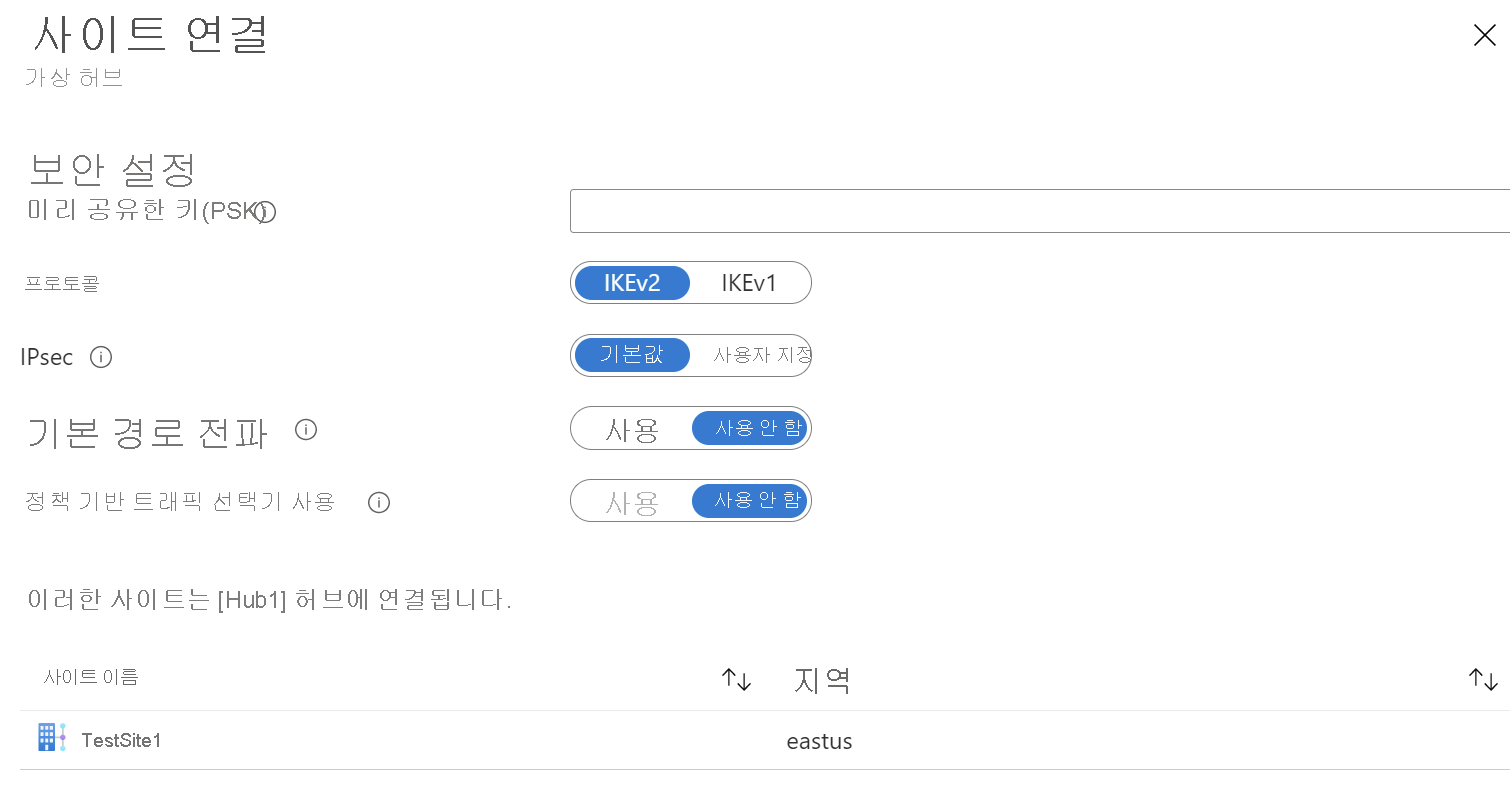 사이트 연결
가상 허브
보안 설정
미리 공유한 키(PSK)
프로토콜 IKEv2 IKEv1
IPsec 기본값 사용자 지정
기본 경로 전파 사용 사용 안 함
정책 기반 트래픽 선택기 사용 사용 사용 안 함
이러한 사이트는 [Hub1] 허브에 연결됩니다.
사이트 이름 지역
TestSite1 eastus